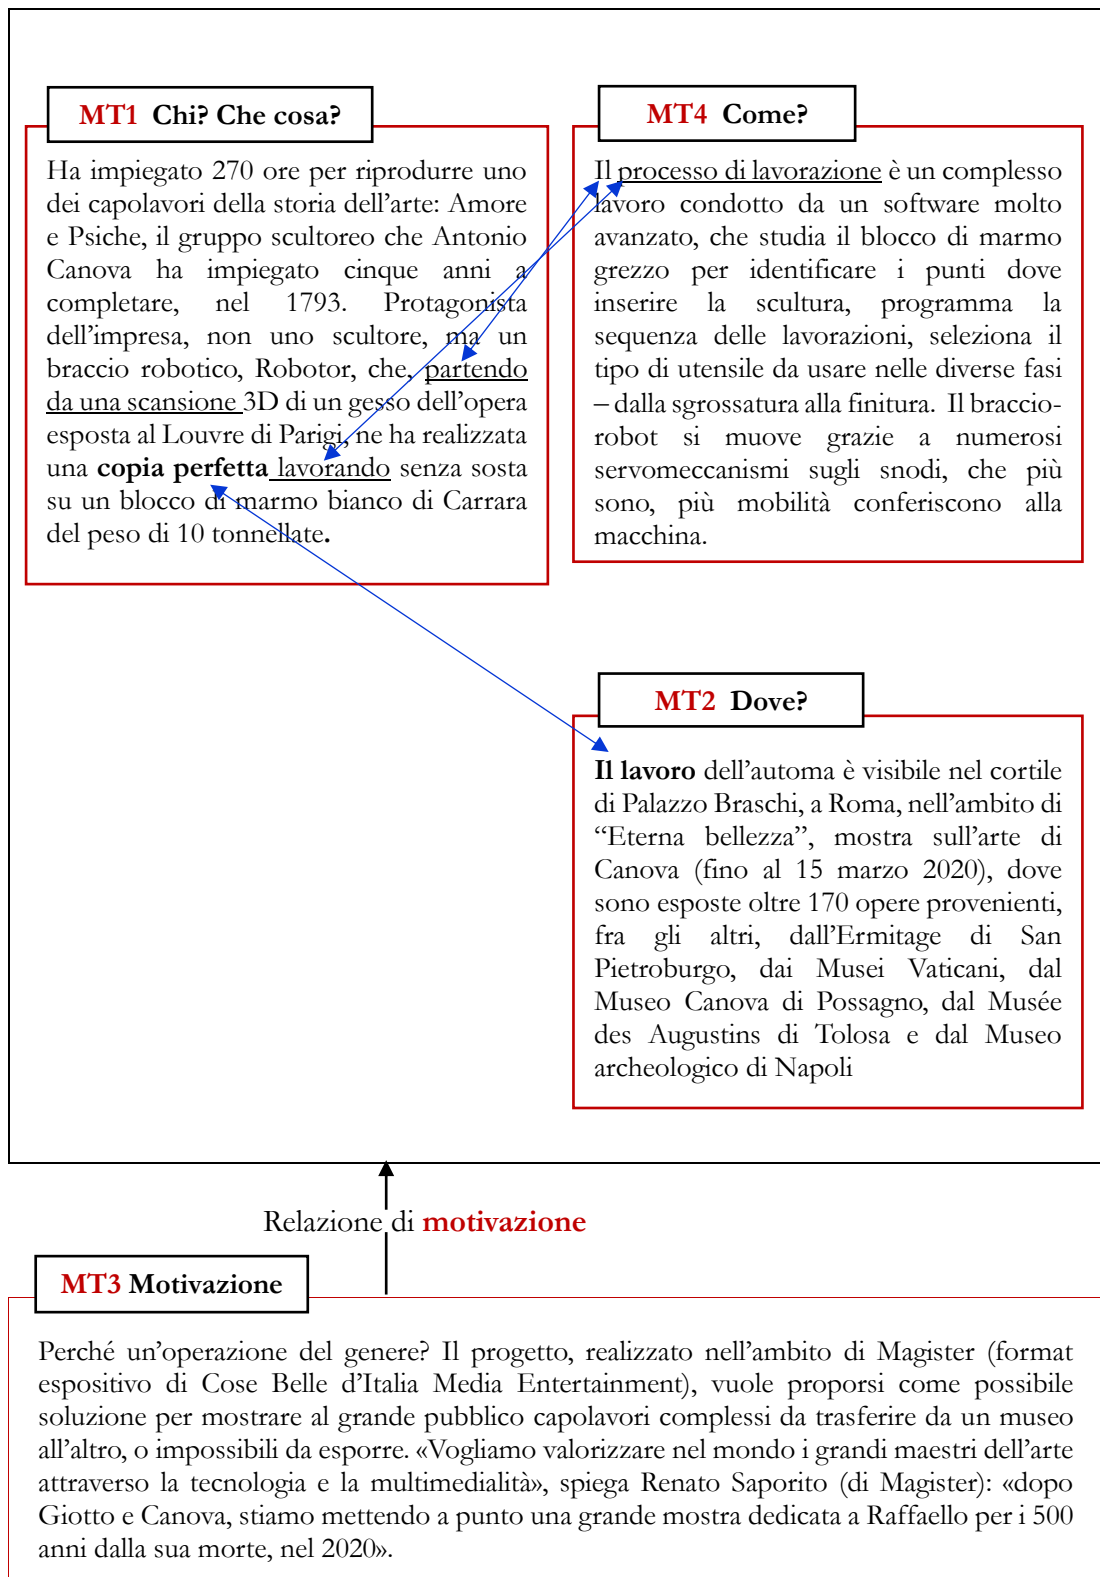 MT1 Chi? Che cosa?
Ha impiegato 270 ore per riprodurre uno
dei capolavori della storia dell’arte: Amore
e Psiche, il gruppo scultoreo che Antonio
Canova ha impiegato cinque anni a
completare, nel 1793. Protagonista
dell’impresa, non uno scultore, ma un
braccio robotico, Robotor, che, partendo
da una scansione 3D di un gesso dell’opera
esposta al Louvre di Parigi, ne ha realizzata
una copia perfetta lavorando senza sosta
su un blocco di marmo bianco di Carrara
del peso di 10 tonnellate.
MT4 Come?
Il processo di lavorazione è un complesso
lavoro condotto da un software molto
avanzato, che studia il blocco di marmo
grezzo per identificare i punti dove
inserire la scultura, programma la
sequenza delle lavorazioni, seleziona il
tipo di utensile da usare nelle diverse fasi
– dalla sgrossatura alla finitura. Il braccio-
robot si muove grazie a numerosi
servomeccanismi sugli snodi, che più
sono, più mobilità conferiscono alla
macchina.
MT2 Dove?
Il lavoro dell’automa è visibile nel cortile
di Palazzo Braschi, a Roma, nell’ambito di
“Eterna bellezza”, mostra sull’arte di
Canova (fino al 15 marzo 2020), dove
sono esposte oltre 170 opere provenienti,
fra gli altri, dall’Ermitage di San
Pietroburgo, dai Musei Vaticani, dal
Museo Canova di Possagno, dal Musée
des Augustins di Tolosa e dal Museo
archeologico di Napoli
Relazione di motivazione
MT3 Motivazione
Perché un’operazione del genere? Il progetto, realizzato nell’ambito di Magister (format
espositivo di Cose Belle d’Italia Media Entertainment), vuole proporsi come possibile
soluzione per mostrare al grande pubblico capolavori complessi da trasferire da un museo
all’altro, o impossibili da esporre. «Vogliamo valorizzare nel mondo i grandi maestri dell’arte
attraverso la tecnologia e la multimedialità», spiega Renato Saporito (di Magister): «dopo
Giotto e Canova, stiamo mettendo a punto una grande mostra dedicata a Raffaello per i 500
anni dalla sua morte, nel 2020».